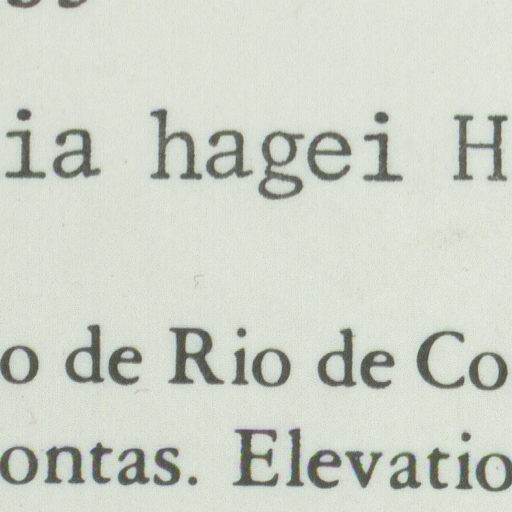 ia hagei H
o de Rio de Co
ontas. Elevatio